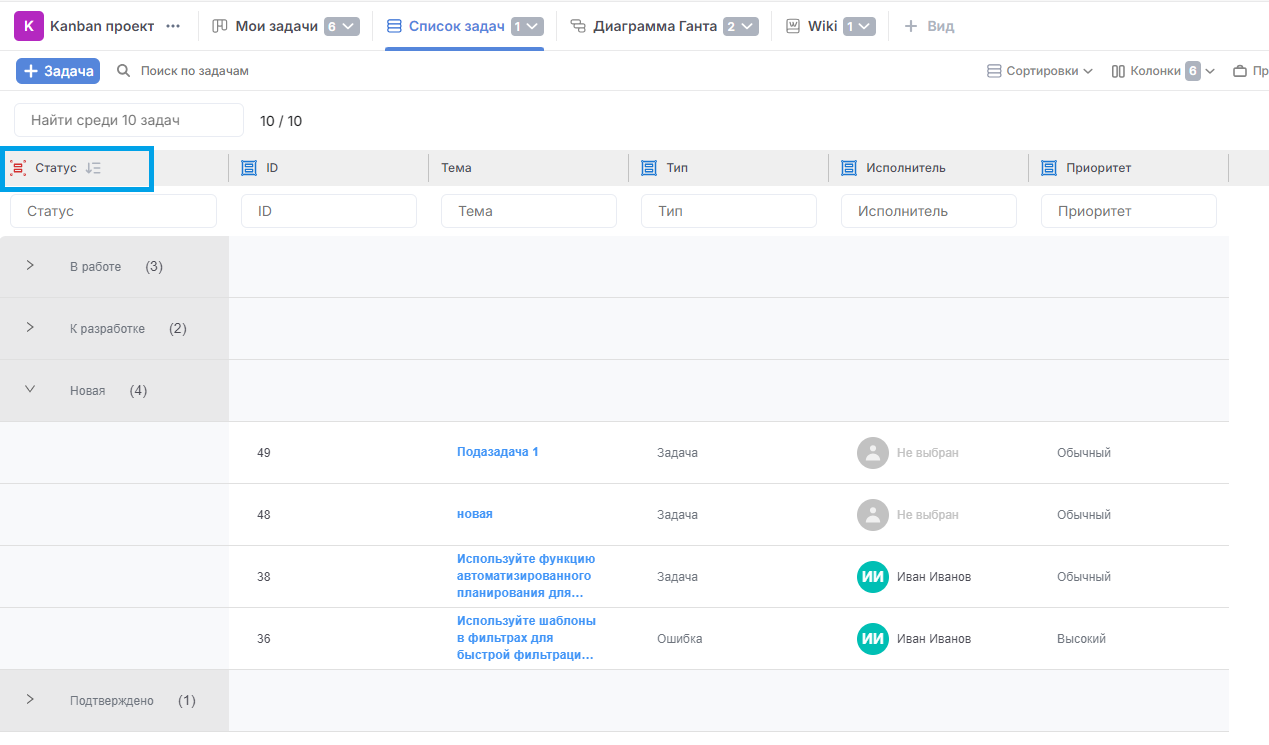 K Kanban проект ••• Мои задачи 6 Список задач 1 Диаграмма Ганта 2 Wiki 1 + Вид
+ Задача Поиск по задачам Сортировки Колонки 6 Пр
Найти среди 10 задач 10 / 10
Статус ID Тема Тип Исполнитель Приоритет
Статус ID Тема Тип Исполнитель Приоритет
В работе (3)
К разработке (2)
Новая (4)
49 Подазадача 1 Задача Не выбран Обычный
48 новая Задача Не выбран Обычный
38 Используйте функцию
автоматизированного Задача ИИ Иван Иванов Обычный
планирования для...
36 Используйте шаблоны
в фильтрах для Ошибка ИИ Иван Иванов Высокий
быстрой фильтраци...
Подтверждено (1)